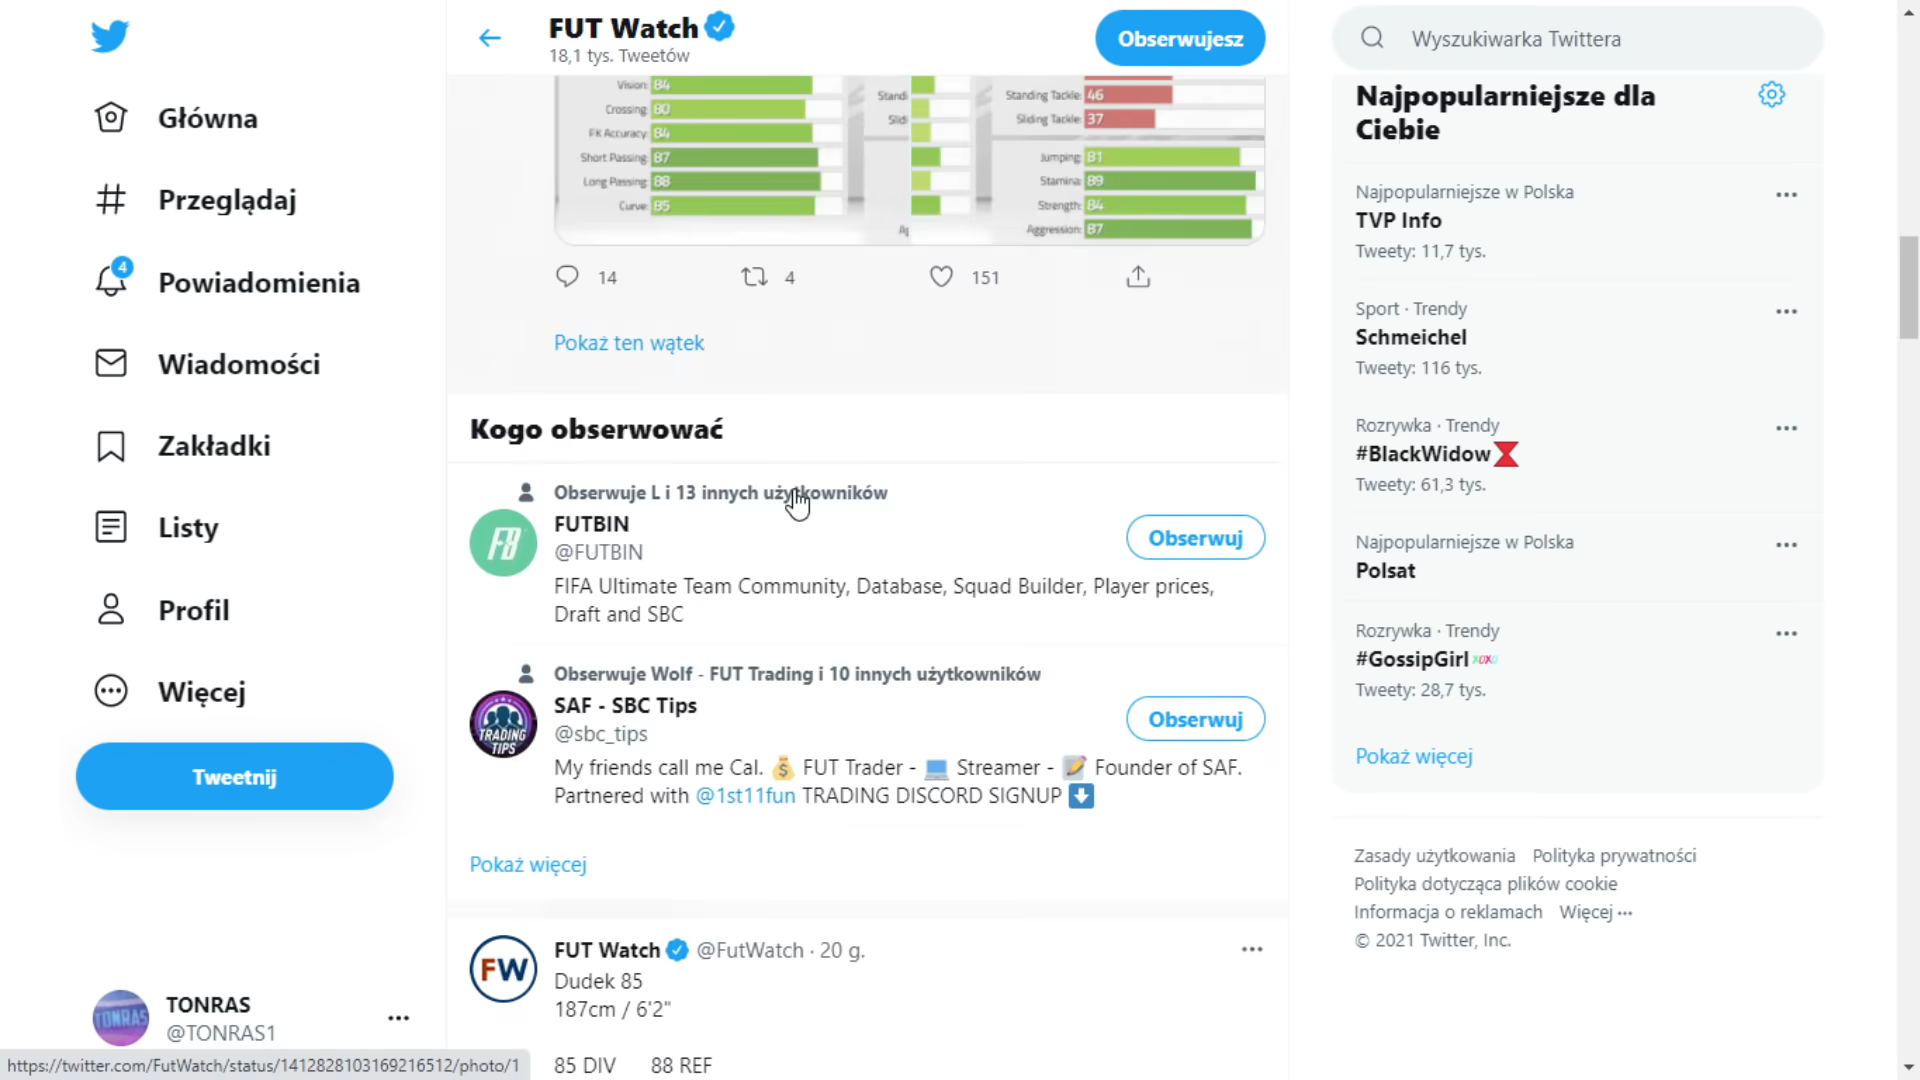 Główna
Przeglądaj
4
Powiadomienia
Wiadomości
Zakładki
Listy
Profil
Więcej
Tweetnij
TONRAS
TONRAS
@TONRAS1
https://twitter.com/FutWatch/status/1412828103169216512/photo/1
FUT Watch
18,1 tys. Tweetów
Obserwujesz
Vision: 84
Crossing: 80
FK Accuracy: 84
Short Passing: 87
Long Passing: 88
Curve: 85
Standi
Slidi
Ag
Standing Tackle: 46
Sliding Tackle: 37
Jumping: 81
Stamina: 89
Strength: 84
Aggression: 87
14
4
151
Pokaż ten wątek
Kogo obserwować
Obserwuje L i 13 innych użytkowników
FUTBIN
@FUTBIN
Obserwuj
FIFA Ultimate Team Community, Database, Squad Builder, Player prices,
Draft and SBC
Obserwuje Wolf - FUT Trading i 10 innych użytkowników
TRADING
TIPS
SAF - SBC Tips
@sbc_tips
Obserwuj
My friends call me Cal. 💰 FUT Trader - 💻 Streamer - 📝 Founder of SAF.
Partnered with @1st11fun TRADING DISCORD SIGNUP ⬇️
Pokaż więcej
FW
FUT Watch @FutWatch · 20 g.
Dudek 85
187cm / 6'2"
85 DIV 88 REF
Wyszukiwarka Twittera
Najpopularniejsze dla
Ciebie
Najpopularniejsze w Polska
TVP Info
Tweety: 11,7 tys.
Sport · Trendy
Schmeichel
Tweety: 116 tys.
Rozrywka · Trendy
#BlackWidow
Tweety: 61,3 tys.
Najpopularniejsze w Polska
Polsat
Rozrywka · Trendy
#GossipGirl XOXO
Tweety: 28,7 tys.
Pokaż więcej
Zasady użytkowania Polityka prywatności
Polityka dotycząca plików cookie
Informacja o reklamach Więcej ···
© 2021 Twitter, Inc.